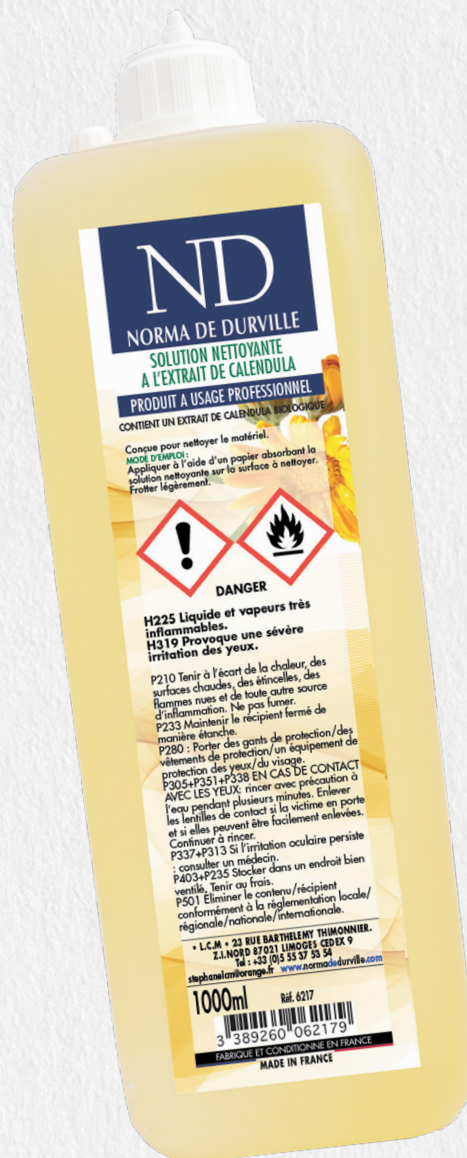 ND
NORMA DE DURVILLE
SOLUTION NETTOYANTE
A L'EXTRAIT DE CALENDULA
PRODUIT A USAGE PROFESSIONNEL
CONTIENT UN EXTRAIT DE CALENDULA BIOLOGIQUE
Conçue pour nettoyer le matériel.
MODE D'EMPLOI :
Appliquer à l'aide d'un papier absorbant la
solution nettoyante sur la surface à nettoyer.
Frotter légèrement.
DANGER
H225 Liquide et vapeurs très
inflammables.
H319 Provoque une sévère
irritation des yeux.
P210 Tenir à l'écart de la chaleur, des
surfaces chaudes, des étincelles, des
flammes nues et de toute autre source
d'inflammation. Ne pas fumer.
P233 Maintenir le récipient fermé de
manière étanche.
P280 : Porter des gants de protection/des
vêtements de protection/un équipement de
protection des yeux/du visage.
P305+P351+P338 EN CAS DE CONTACT
AVEC LES YEUX: rincer avec précaution à
l'eau pendant plusieurs minutes. Enlever
les lentilles de contact si la victime en porte
et si elles peuvent être facilement enlevées.
Continuer à rincer.
P337+P313 Si l'irritation oculaire persiste
: consulter un médecin.
P403+P235 Stocker dans un endroit bien
ventilé. Tenir au frais.
P501 Éliminer le contenu/récipient
conformément à la réglementation locale/
régionale/nationale/internationale.
• L.C.M • 23 RUE BARTHELEMY THIMONNIER.
Z.I.NORD 87021 LIMOGES CEDEX 9
Tel : +33 (0)5 55 37 53 54
stephanelam@orange.fr www.normadedurville.com
1000ml Réf. 6217
3 389260 062179
FABRIQUE ET CONDITIONNE EN FRANCE
MADE IN FRANCE